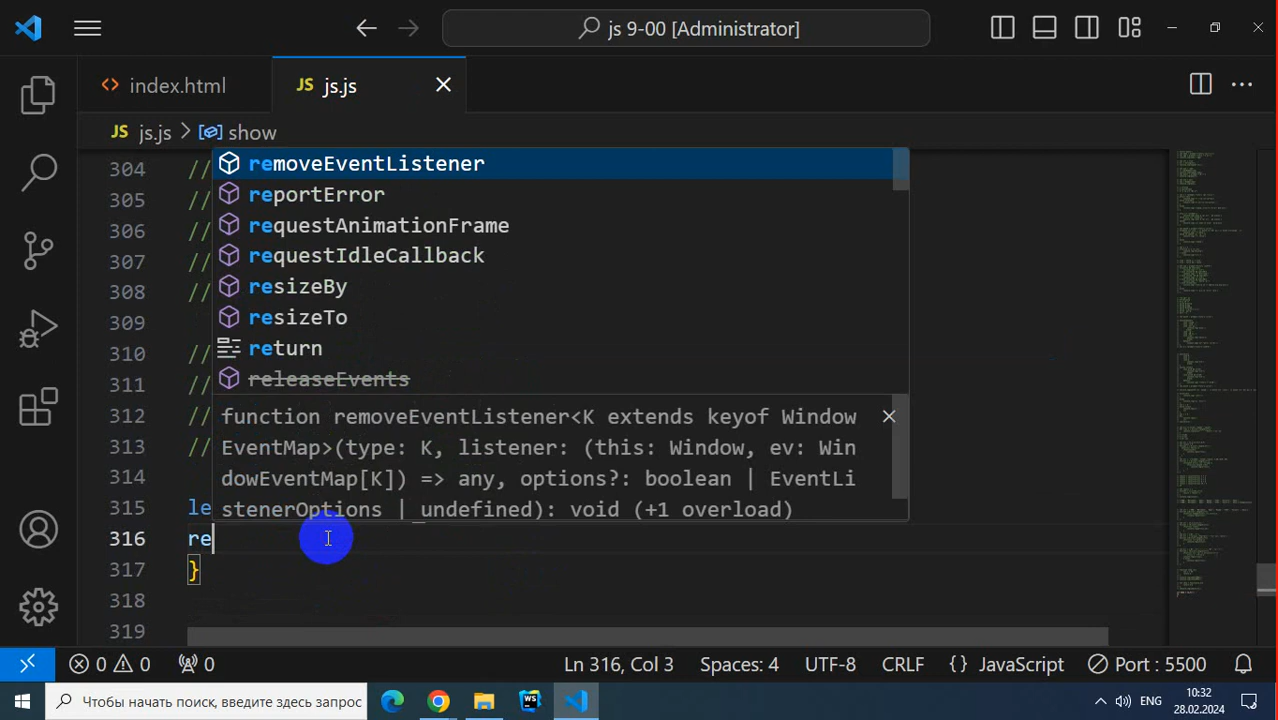 js 9-00 [Administrator]
index.html
JS js.js
JS js.js > show
304 //
305 //
306 //
307 //
308 //
309
310 //
311 //
312 //
313 //
314
315 le
316 re
317 }
318
319
removeEventListener
reportError
requestAnimationFrame
requestIdleCallback
resizeBy
resizeTo
return
releaseEvents
function removeEventListener<K extends keyof Window
EventMap>(type: K, listener: (this: Window, ev: Win
dowEventMap[K]) => any, options?: boolean | EventLi
stenerOptions | undefined): void (+1 overload)
0 0 0 Ln 316, Col 3 Spaces: 4 UTF-8 CRLF {} JavaScript Port : 5500
Чтобы начать поиск, введите здесь запрос
WS
ENG
10:32
28.02.2024